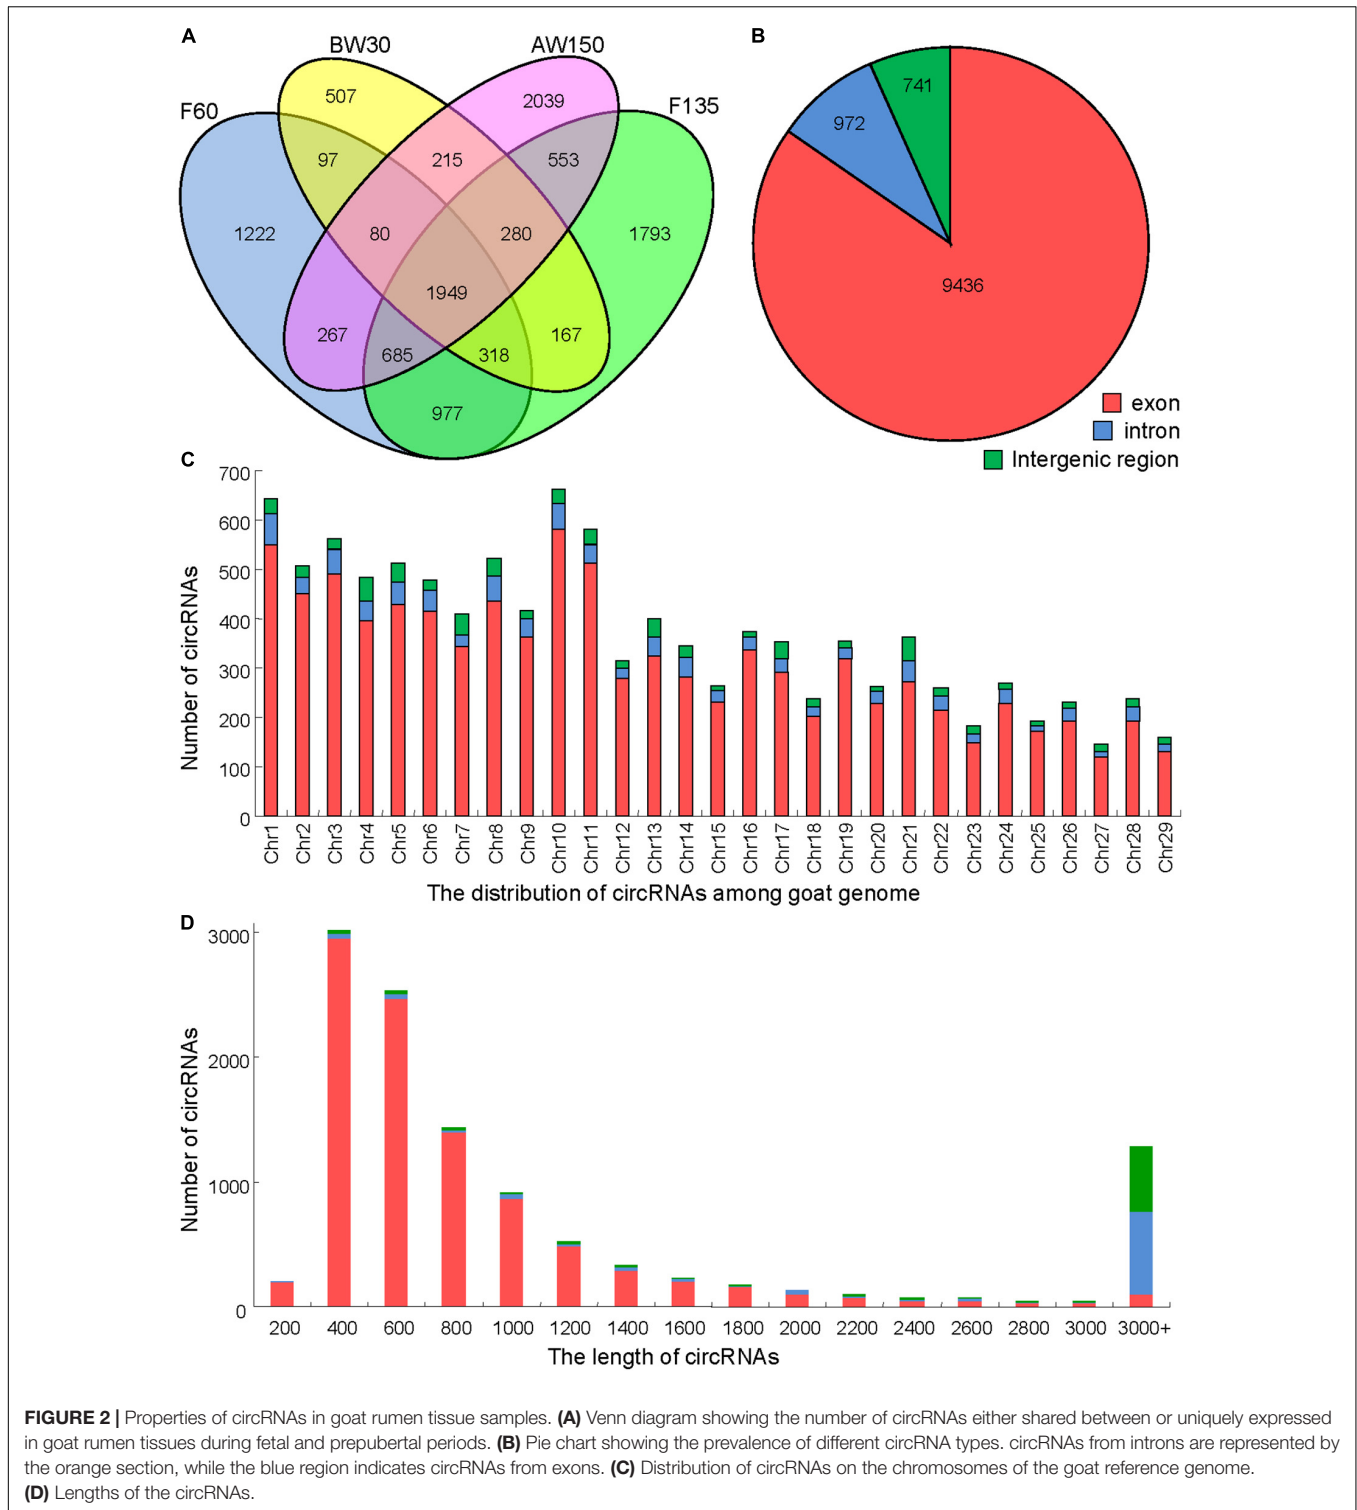 A
BW30
AW150
F60
F135
507
2039
97
215
553
1222
80
280
1793
1949
267
685
318
167
977
B
741
972
9436
exon
intron
Intergenic region
C
Number of circRNAs
700
600
500
400
300
200
100
0
Chr1
Chr2
Chr3
Chr4
Chr5
Chr6
Chr7
Chr8
Chr9
Chr10
Chr11
Chr12
Chr13
Chr14
Chr15
Chr16
Chr17
Chr18
Chr19
Chr20
Chr21
Chr22
Chr23
Chr24
Chr25
Chr26
Chr27
Chr28
Chr29
The distribution of circRNAs among goat genome
D
Number of circRNAs
3000
2000
1000
0
200 400 600 800 1000 1200 1400 1600 1800 2000 2200 2400 2600 2800 3000 3000+
The length of circRNAs
FIGURE 2 | Properties of circRNAs in goat rumen tissue samples. (A) Venn diagram showing the number of circRNAs either shared between or uniquely expressed
in goat rumen tissues during fetal and prepubertal periods. (B) Pie chart showing the prevalence of different circRNA types. circRNAs from introns are represented by
the orange section, while the blue region indicates circRNAs from exons. (C) Distribution of circRNAs on the chromosomes of the goat reference genome.
(D) Lengths of the circRNAs.